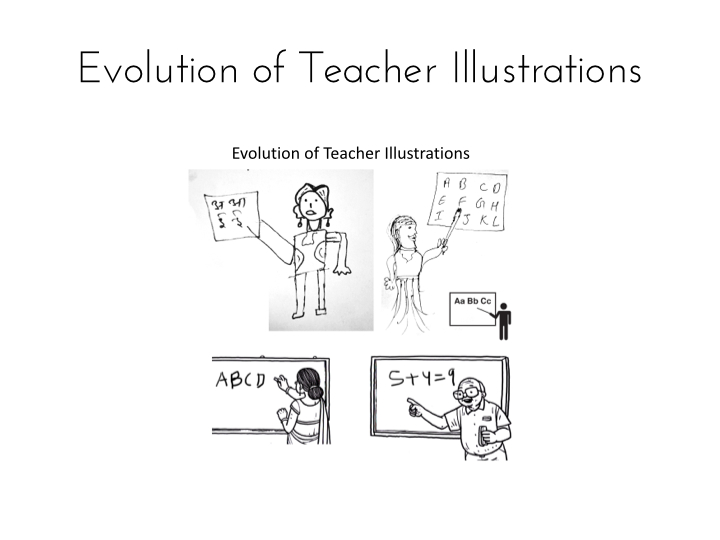 Evolution of Teacher Illustrations
Evolution of Teacher Illustrations
अ आ
इ ई
A B C D
E F G H
I J K L
Aa Bb Cc
ABCD
5+4=9